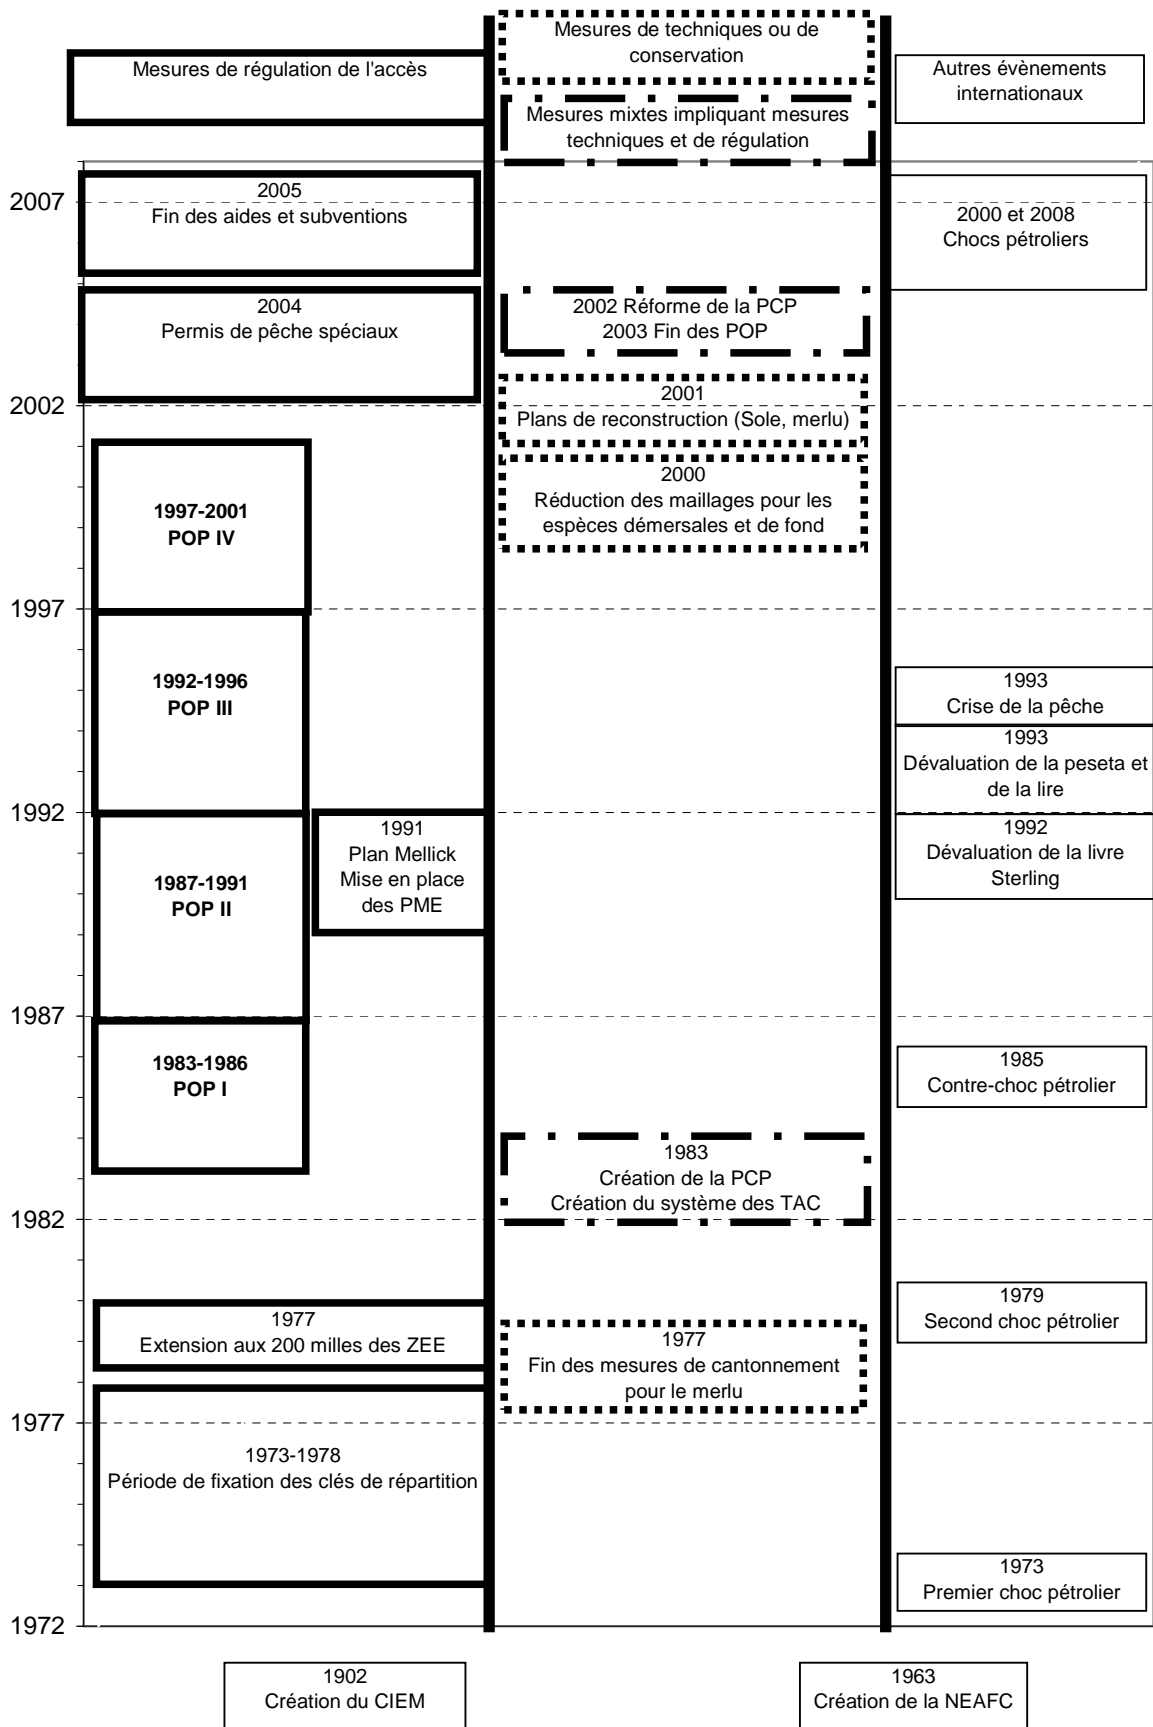 Mesures de régulation de l'accès
Mesures de techniques ou de
conservation
Mesures mixtes impliquant mesures
techniques et de régulation
Autres évènements
internationaux
2007
2005
Fin des aides et subventions
2000 et 2008
Chocs pétroliers
2004
Permis de pêche spéciaux
2002 Réforme de la PCP
2003 Fin des POP
2002
2001
Plans de reconstruction (Sole, merlu)
2000
Réduction des maillages pour les
espèces démersales et de fond
1997-2001
POP IV
1997
1992-1996
POP III
1993
Crise de la pêche
1993
Dévaluation de la peseta et
de la lire
1992
1991
Plan Mellick
Mise en place
des PME
1992
Dévaluation de la livre
Sterling
1987-1991
POP II
1987
1983-1986
POP I
1985
Contre-choc pétrolier
1983
Création de la PCP
Création du système des TAC
1982
1977
Extension aux 200 milles des ZEE
1977
Fin des mesures de cantonnement
pour le merlu
1979
Second choc pétrolier
1977
1973-1978
Période de fixation des clés de répartition
1973
Premier choc pétrolier
1972
1902
Création du CIEM
1963
Création de la NEAFC